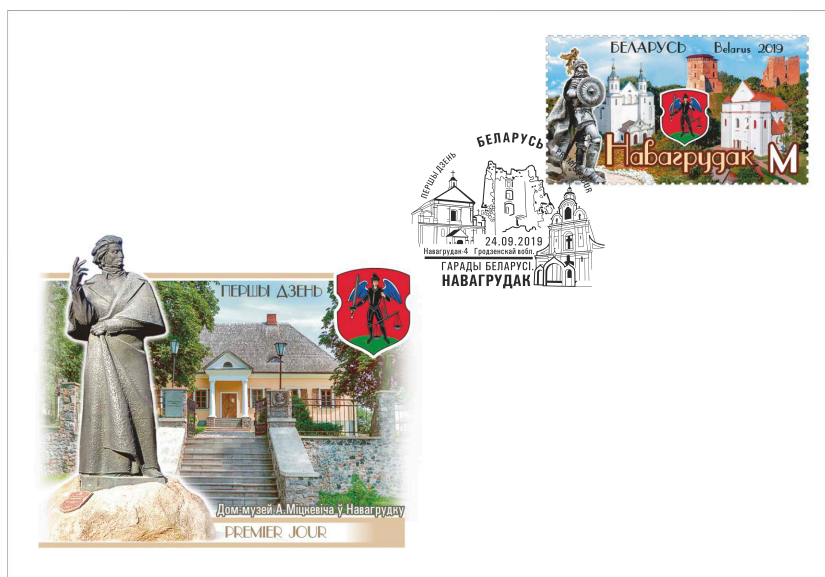 БЕЛАРУСЬ Belarus 2019
Навагрудак М
БЕЛАРУСЬ
ПЕРШЫ ДЗЕНЬ
24.09.2019
Навагрудак-4 Гродзенская вобл.
ГАРАДЫ БЕЛАРУСІ
НАВАГРУДАК
ПЕРШЫ ДЗЕНЬ
Дом-музей А.Міцкевіча ў Навагрудку
PREMIER JOUR